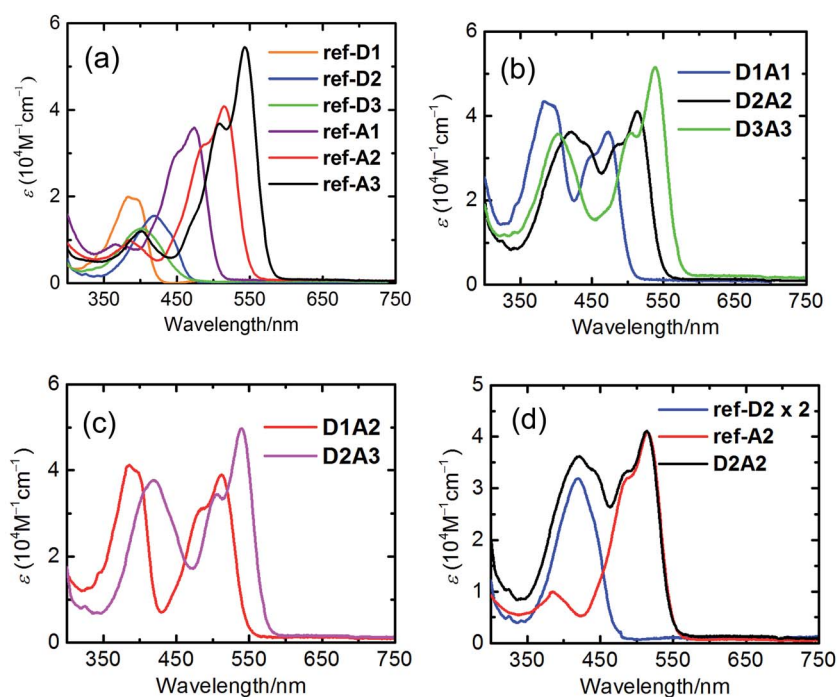 (a)
ref-D1
ref-D2
ref-D3
ref-A1
ref-A2
ref-A3
ε (10⁴M⁻¹cm⁻¹)
6
4
2
0
350 450 550 650 750
Wavelength/nm
(b)
D1A1
D2A2
D3A3
ε (10⁴M⁻¹cm⁻¹)
6
4
2
0
350 450 550 650 750
Wavelength/nm
(c)
D1A2
D2A3
ε (10⁴M⁻¹cm⁻¹)
6
4
2
0
350 450 550 650 750
Wavelength/nm
(d)
ref-D2 x 2
ref-A2
D2A2
ε (10⁴M⁻¹cm⁻¹)
5
4
3
2
1
0
350 450 550 650 750
Wavelength/nm